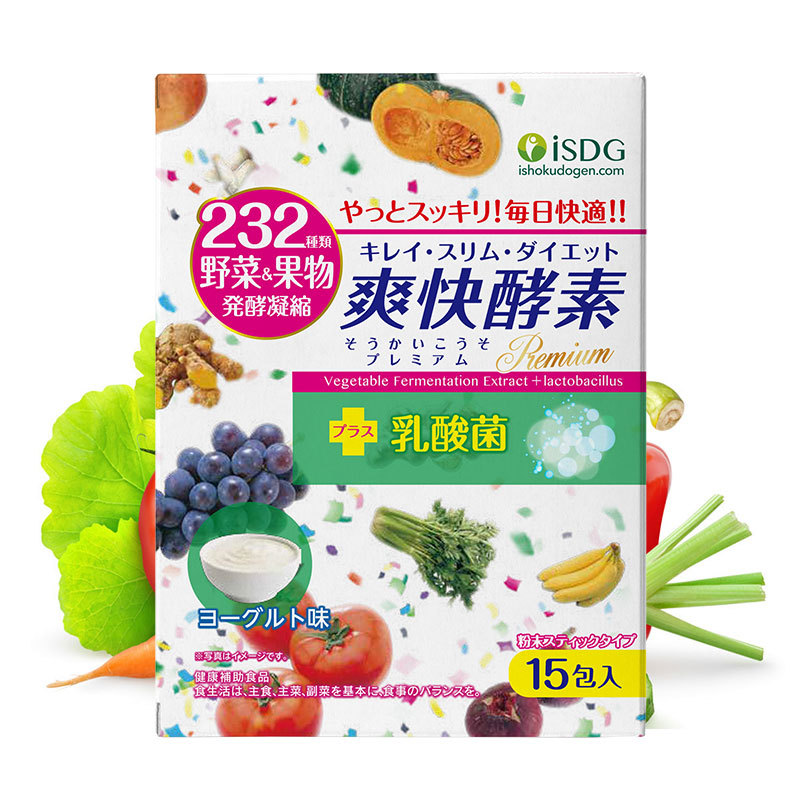 iSDG
ishokudogen.com
232種類
野菜&果物
発酵凝縮
やっとスッキリ!毎日快適!!
キレイ・スリム・ダイエット
爽快酵素
そうかいこうそ
プレミアム
Premium
Vegetable Fermentation Extract+lactobacillus
プラス
乳酸菌
ヨーグルト味
※写真はイメージです。
健康補助食品
食生活は、主食、主菜、副菜を基本に、食事のバランスを。
粉末スティックタイプ
15包入